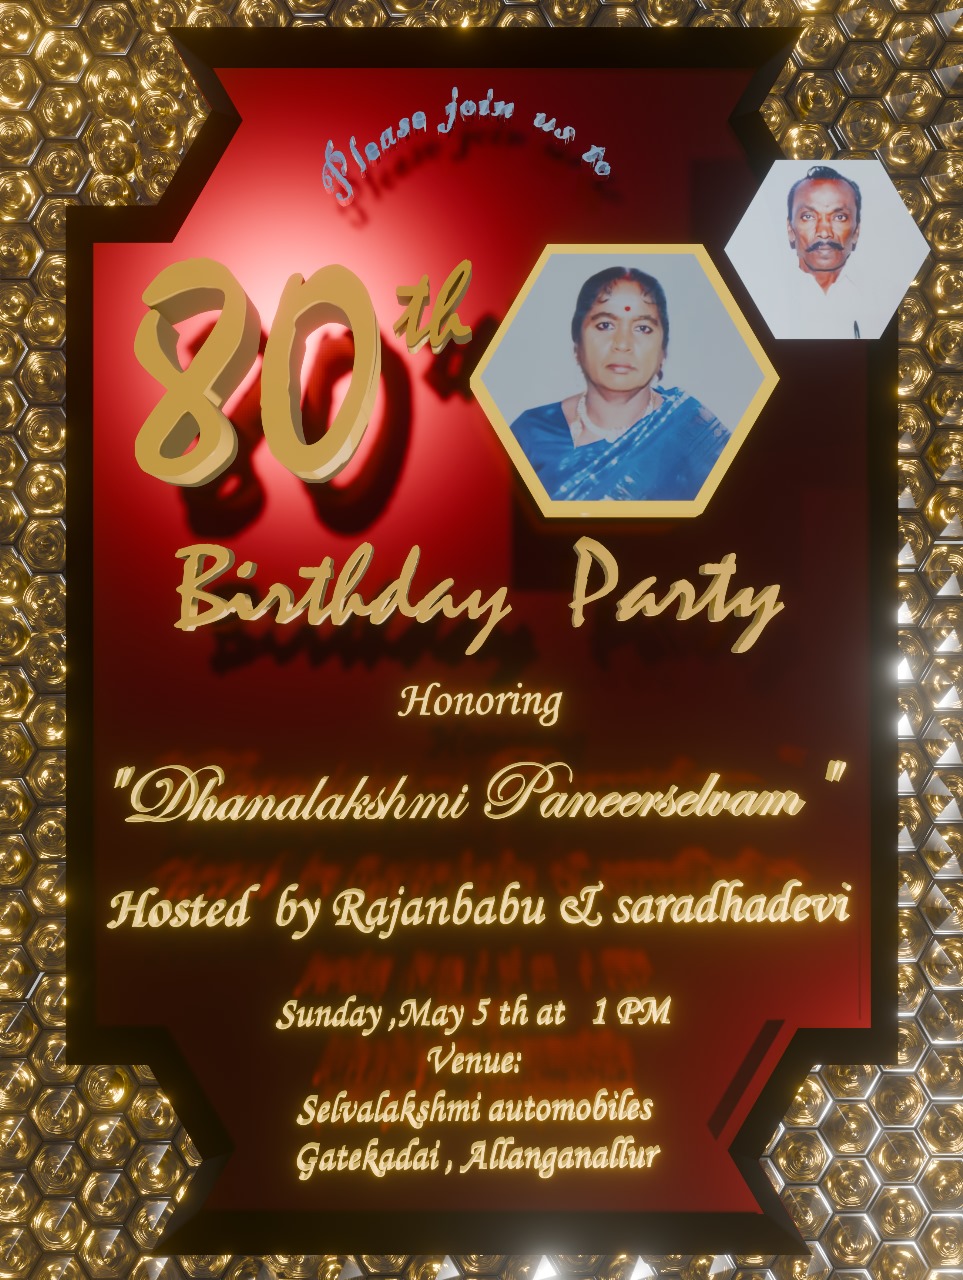 Please join us to
80th
Birthday Party
Honoring
"Dhanalakshmi Paneerselvam "
Hosted by Rajanbabu & saradhadevi
Sunday ,May 5 th at 1 PM
Venue:
Selvalakshmi automobiles
Gatekadai , Allanganallur